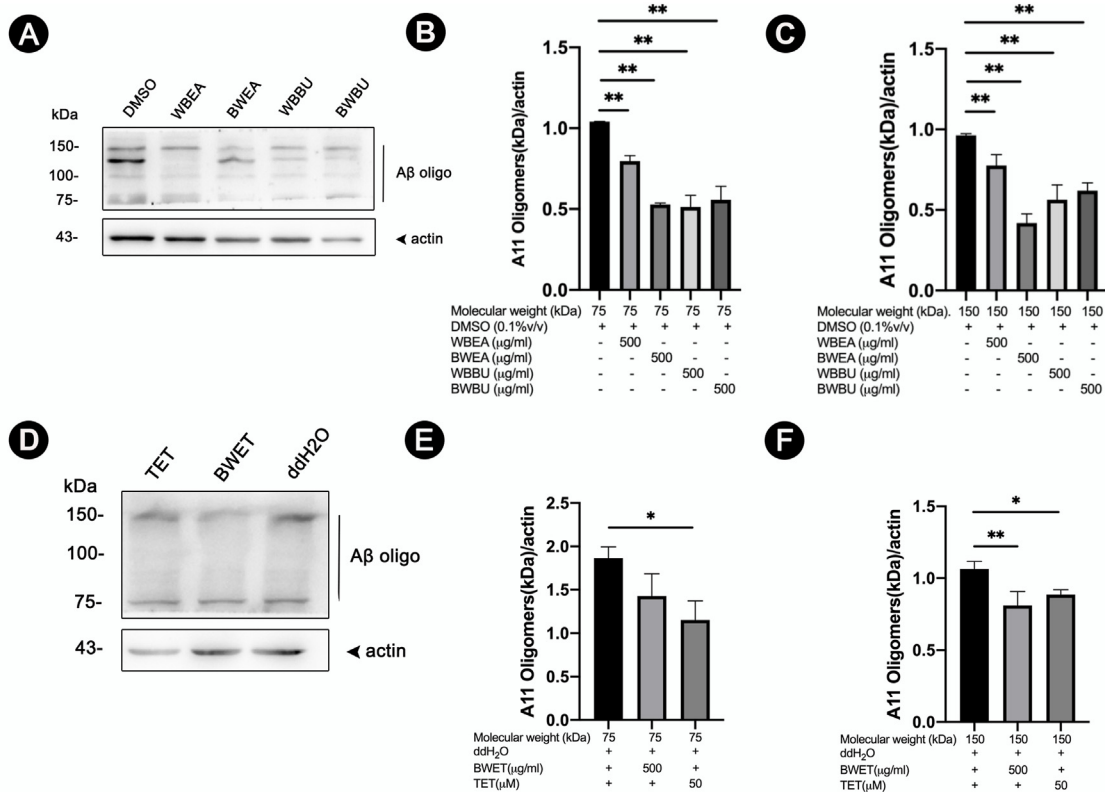 A
DMSO
WBEA
BWEA
WBBU
BWBU
kDa
150-
100-
75-
43-
Aβ oligo
actin
B
**
**
**
**
A11 Oligomers(kDa)/actin
1.5
1.0
0.5
0.0
Molecular weight (kDa) 75 75 75 75 75
DMSO (0.1%v/v) + + + + +
WBEA (μg/ml) - 500 - - -
BWEA (μg/ml) - - 500 - -
WBBU (μg/ml) - - - 500 -
BWBU (μg/ml) - - - - 500
C
**
**
**
**
A11 Oligomers(kDa)/actin
1.5
1.0
0.5
0.0
Molecular weight (kDa). 150 150 150 150 150
DMSO (0.1%v/v) + + + + +
WBEA (μg/ml) - 500 - - -
BWEA (μg/ml) - - 500 - -
WBBU (μg/ml) - - - 500 -
BWBU (μg/ml) - - - - 500
D
TET
BWET
ddH2O
kDa
150-
100-
75-
43-
Aβ oligo
actin
E
*
A11 Oligomers(kDa)/actin
2.5
2.0
1.5
1.0
0.5
0.0
Molecular weight (kDa) 75 75 75
ddH₂O + + +
BWET(μg/ml) + 500 +
TET(μM) + + 50
F
*
**
A11 Oligomers(kDa)/actin
1.5
1.0
0.5
0.0
Molecular weight (kDa) 150 150 150
ddH₂O + + +
BWET(μg/ml) + 500 +
TET(μM) + + 50